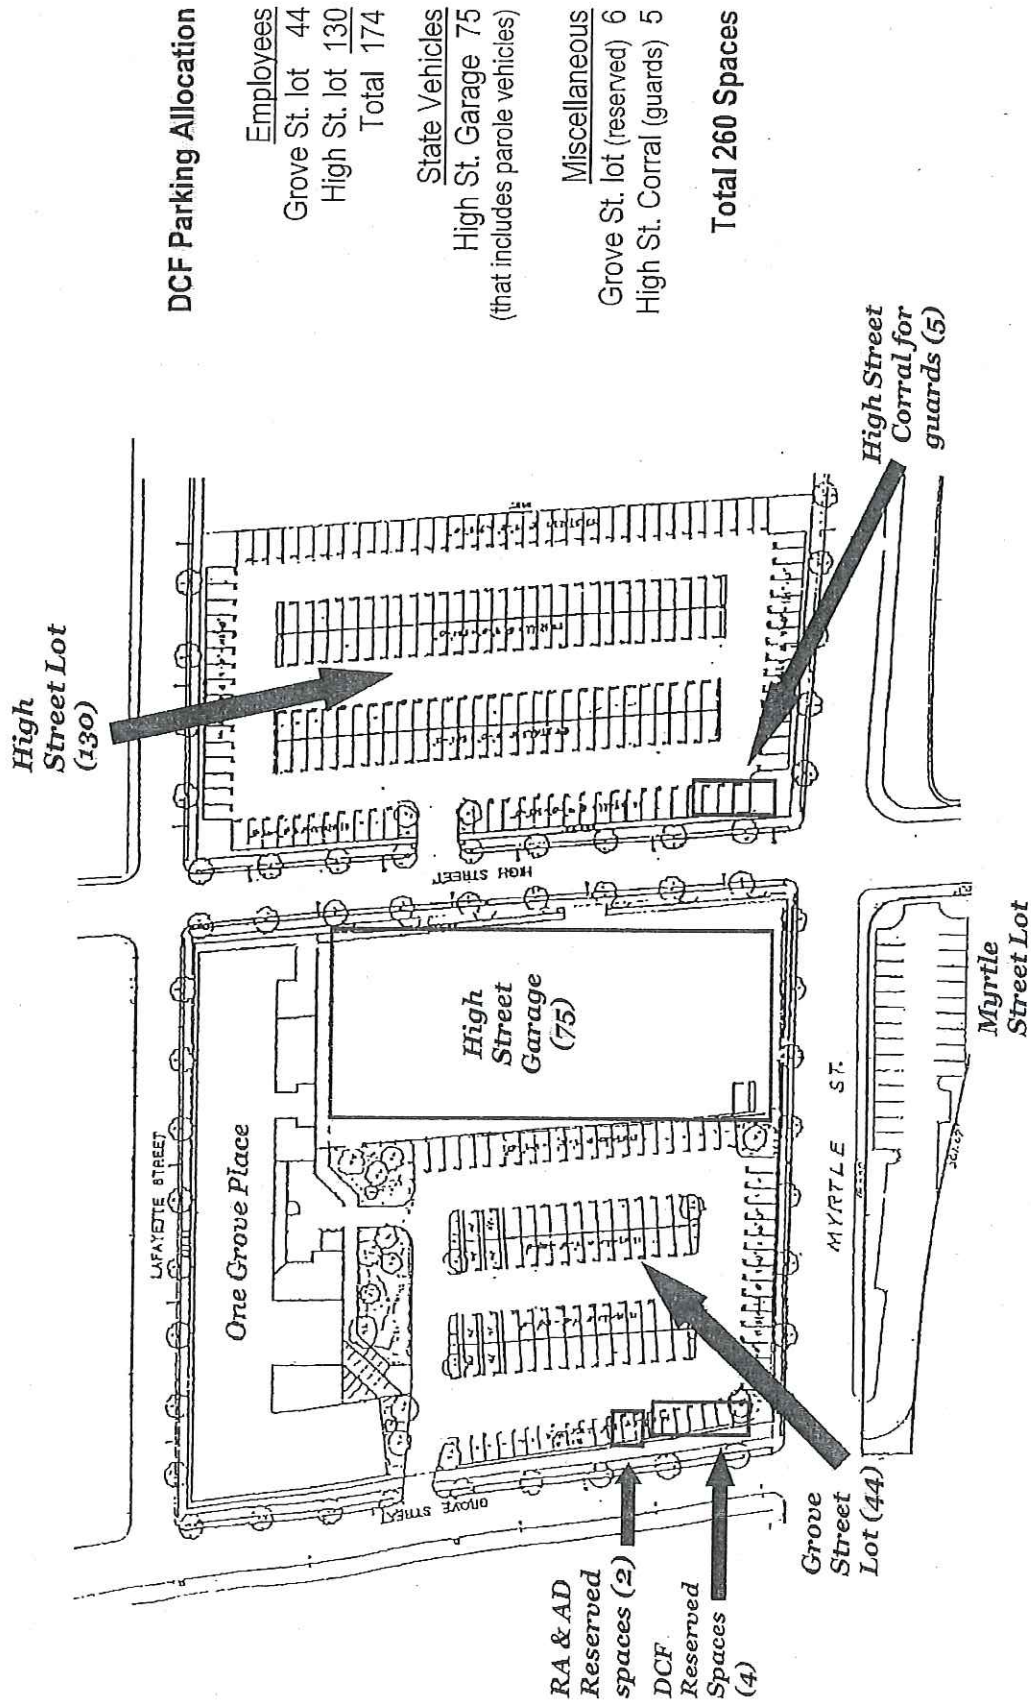 DCF Parking Allocation
Employees
Grove St. lot 44
High St. lot 130
Total 174
State Vehicles
High St. Garage 75
(that includes parole vehicles)
Miscellaneous
Grove St. lot (reserved) 6
High St. Corral (guards) 5
Total 260 Spaces
High
Street Lot
(130)
High Street
Corral for
guards (5)
HIGH STREET
LAFAYETTE STREET
One Grove Place
High
Street
Garage
(75)
MYRTLE ST.
Myrtle
Street Lot
GROVE STREET
RA & AD
Reserved
spaces (2)
DCF
Reserved
Spaces
(4)
Grove
Street
Lot (44)